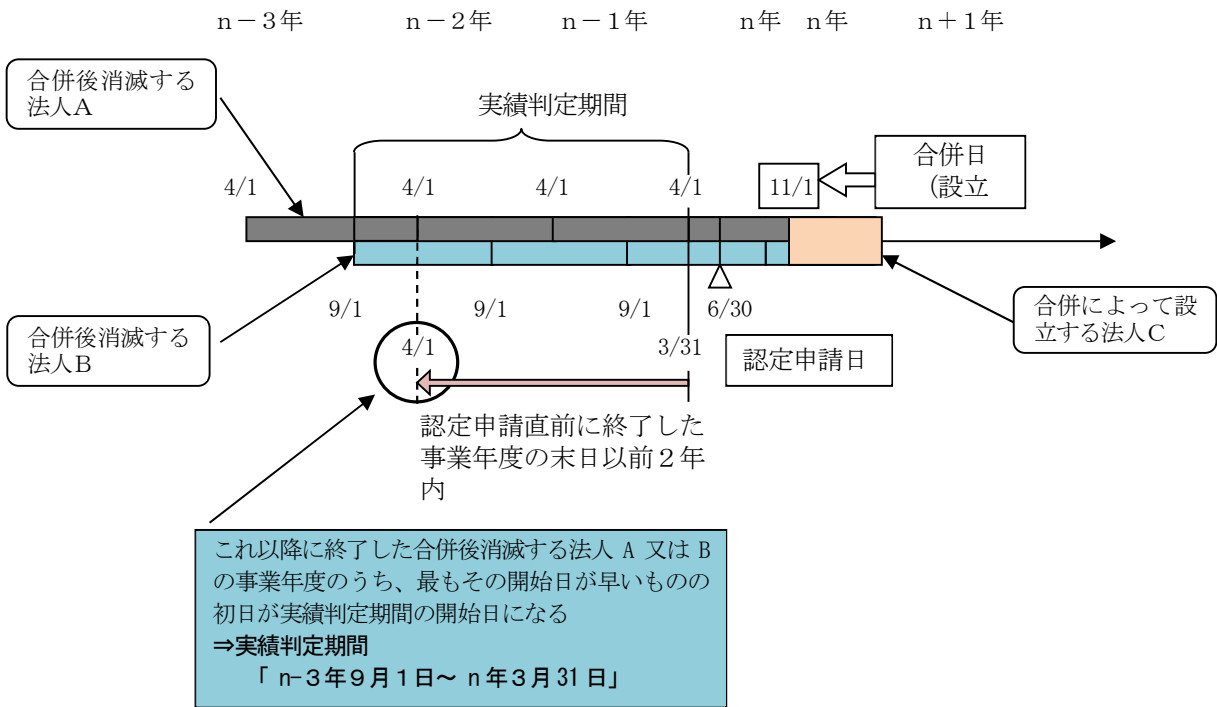 n－3年 n－2年 n－1年 n年 n年 n＋1年
合併後消滅する
法人A
実績判定期間
合併日
（設立
4/1 4/1 4/1 4/1 11/1
9/1 9/1 9/1 6/30
合併後消滅する
法人B
4/1 3/31
認定申請日
合併によって設
立する法人C
認定申請直前に終了した
事業年度の末日以前２年
内
これ以降に終了した合併後消滅する法人 A 又は B
の事業年度のうち、最もその開始日が早いものの
初日が実績判定期間の開始日になる
⇒実績判定期間
「 n-３年９月１日～ n 年３月 31 日」